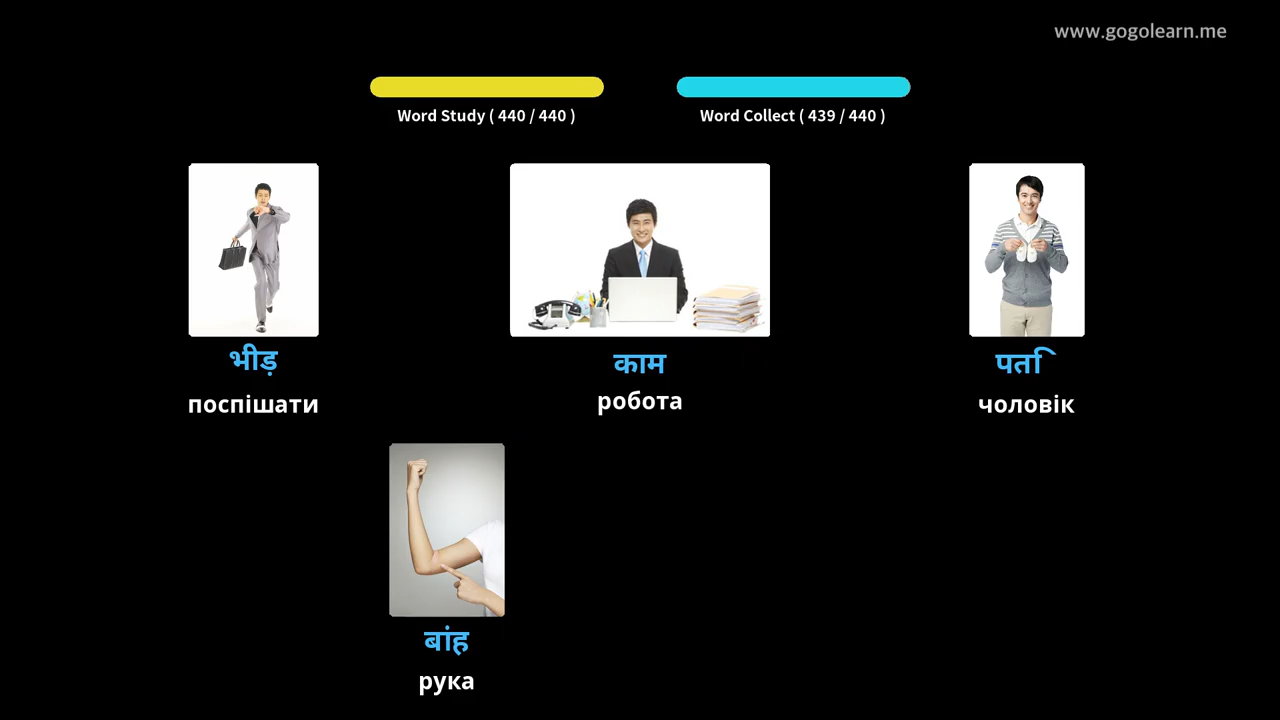 www.gogolearn.me
Word Study ( 440 / 440 )
Word Collect ( 439 / 440 )
भीड़
काम
पति
поспішати
робота
чоловік
बांह
рука